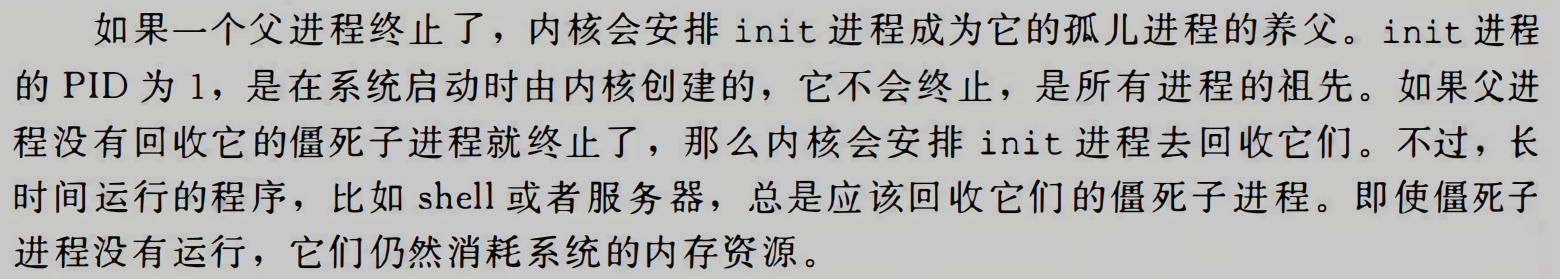 如果一个父进程终止了，内核会安排 init 进程成为它的孤儿进程的养父。init 进程
的 PID 为 1，是在系统启动时由内核创建的，它不会终止，是所有进程的祖先。如果父进
程没有回收它的僵死子进程就终止了，那么内核会安排 init 进程去回收它们。不过，长
时间运行的程序，比如 shell 或者服务器，总是应该回收它们的僵死子进程。即使僵死子
进程没有运行，它们仍然消耗系统的内存资源。